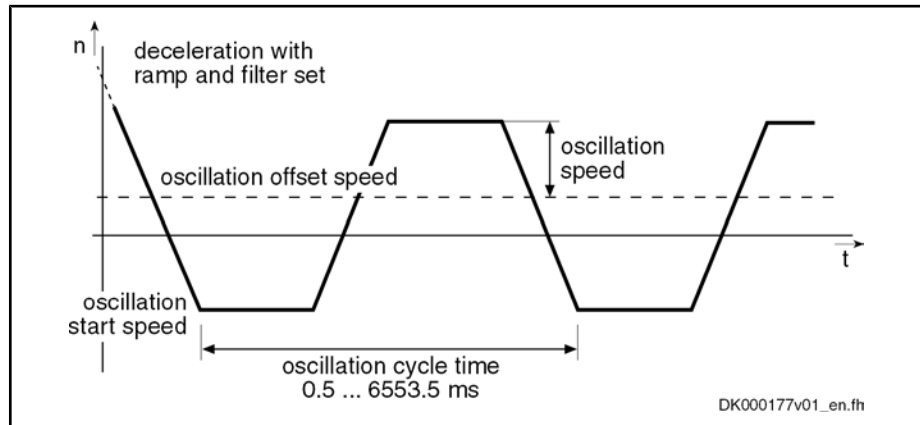 n
deceleration with
ramp and filter set
oscillation
speed
oscillation offset speed
t
oscillation
start speed
oscillation cycle time
0.5 ... 6553.5 ms
DK000177v01_en.fh